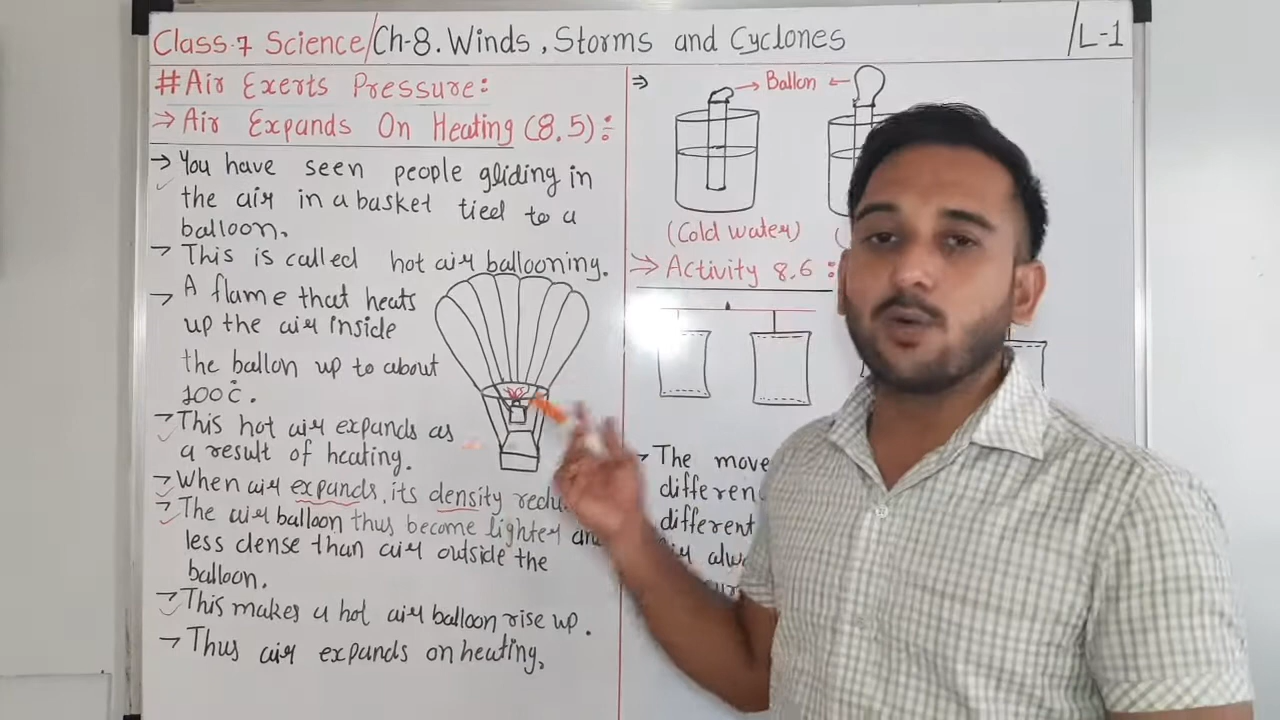 Class.7 Science/Ch-8. Winds, Storms and Cyclones /L-1
#Air Exerts Pressure:
⇒ Air Expands On Heating (8.5):
→ You have seen people gliding in
the air in a basket tied to a
balloon.
→ This is called hot air ballooning.
→ A flame that heats
up the air inside
the ballon up to about
100°C.
→ This hot air expands as
a result of heating.
→ When air expands, its density
→ The air balloon thus become lighter
less dense than air outside the
balloon.
→ This makes a hot air balloon rise up.
→ Thus air expands on heating,
⇒ → Ballon ←
(Cold water)
⇒ Activity 8.6 :
→ The
different